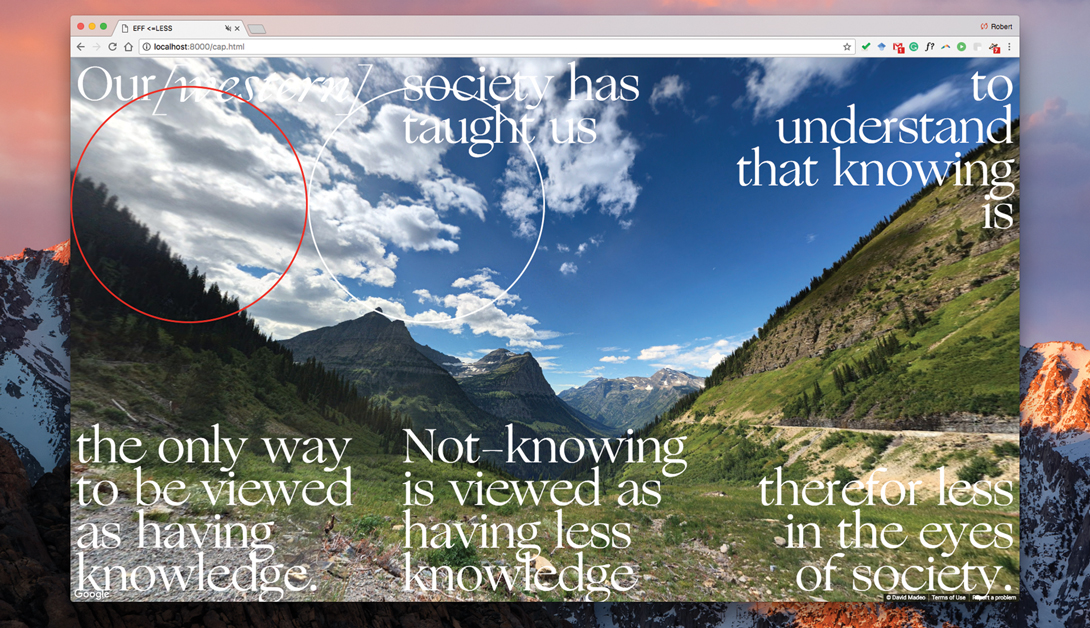 EFF <=LESS
Robert
localhost:8000/cap.html
Our [western]
society has
taught us
to
understand
that knowing
is
the only way
to be viewed
as having
knowledge.
Not–knowing
is viewed as
having less
knowledge
therefor less
in the eyes
of society.
Google
© David Madeo Terms of Use a problem